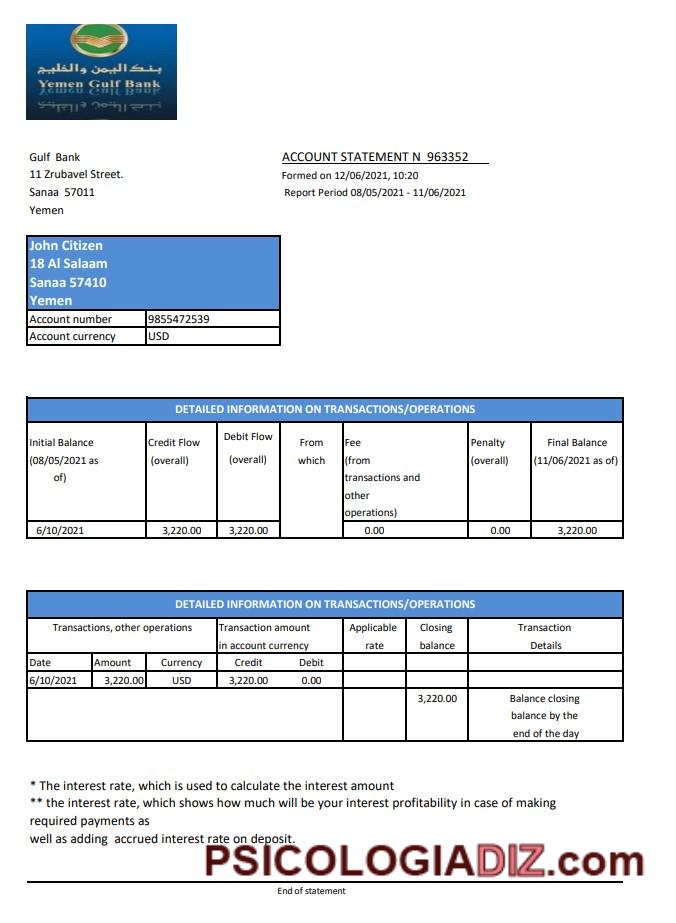 بنك اليمن والخليج
Yemen Gulf Bank
Gulf Bank
11 Zrubavel Street.
Sanaa 57011
Yemen
ACCOUNT STATEMENT N 963352
Formed on 12/06/2021, 10:20
Report Period 08/05/2021 - 11/06/2021
John Citizen
18 Al Salaam
Sanaa 57410
Yemen
Account number 9855472539
Account currency USD
DETAILED INFORMATION ON TRANSACTIONS/OPERATIONS
Initial Balance
(08/05/2021 as
of)
Credit Flow
(overall)
Debit Flow
(overall)
From
which
Fee
(from
transactions and
other
operations)
Penalty
(overall)
Final Balance
(11/06/2021 as of)
6/10/2021 3,220.00 3,220.00 0.00 0.00 3,220.00
DETAILED INFORMATION ON TRANSACTIONS/OPERATIONS
Transactions, other operations
Transaction amount
in account currency
Applicable
rate
Closing
balance
Transaction
Details
Date Amount Currency Credit Debit
6/10/2021 3,220.00 USD 3,220.00 0.00
3,220.00
Balance closing
balance by the
end of the day
* The interest rate, which is used to calculate the interest amount
** the interest rate, which shows how much will be your interest profitability in case of making
required payments as
well as adding accrued interest rate on deposit.
PSICOLOGIADIZ.com
End of statement